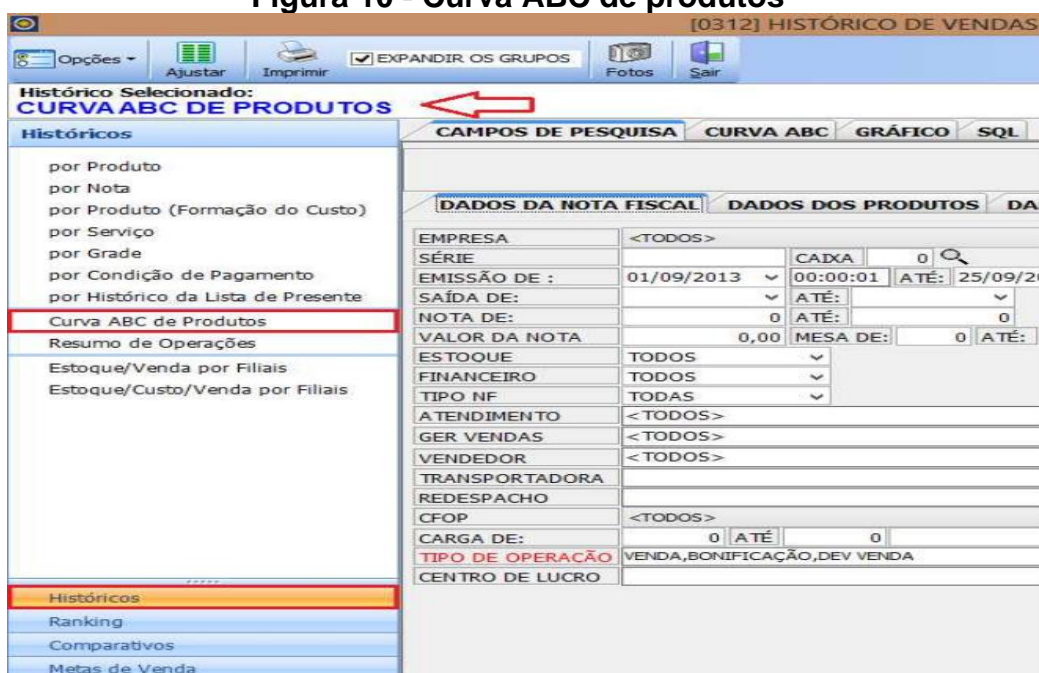 Figura 10 - Curva ABC de produtos
[0312] HISTÓRICO DE VENDAS
Opções Ajustar Imprimir EXPANDIR OS GRUPOS Fotos Sair
Histórico Selecionado:
CURVA ABC DE PRODUTOS
Históricos
por Produto
por Nota
por Produto (Formação do Custo)
por Serviço
por Grade
por Condição de Pagamento
por Histórico da Lista de Presente
Curva ABC de Produtos
Resumo de Operações
Estoque/Venda por Filiais
Estoque/Custo/Venda por Filiais
Históricos
Ranking
Comparativos
Metas de Venda
CAMPOS DE PESQUISA CURVA ABC GRÁFICO SQL
DADOS DA NOTA FISCAL DADOS DOS PRODUTOS DA
EMPRESA <TODOS>
SÉRIE CAIXA 0
EMISSÃO DE : 01/09/2013 00:00:01 ATÉ: 25/09/20
SAÍDA DE: ATÉ:
NOTA DE: 0 ATÉ: 0
VALOR DA NOTA 0,00 MESA DE: 0 ATÉ:
ESTOQUE TODOS
FINANCEIRO TODOS
TIPO NF TODAS
ATENDIMENTO <TODOS>
GER VENDAS <TODOS>
VENDEDOR <TODOS>
TRANSPORTADORA
REDESPACHO
CFOP <TODOS>
CARGA DE: 0 ATÉ 0
TIPO DE OPERAÇÃO VENDA,BONIFICAÇÃO,DEV VENDA
CENTRO DE LUCRO